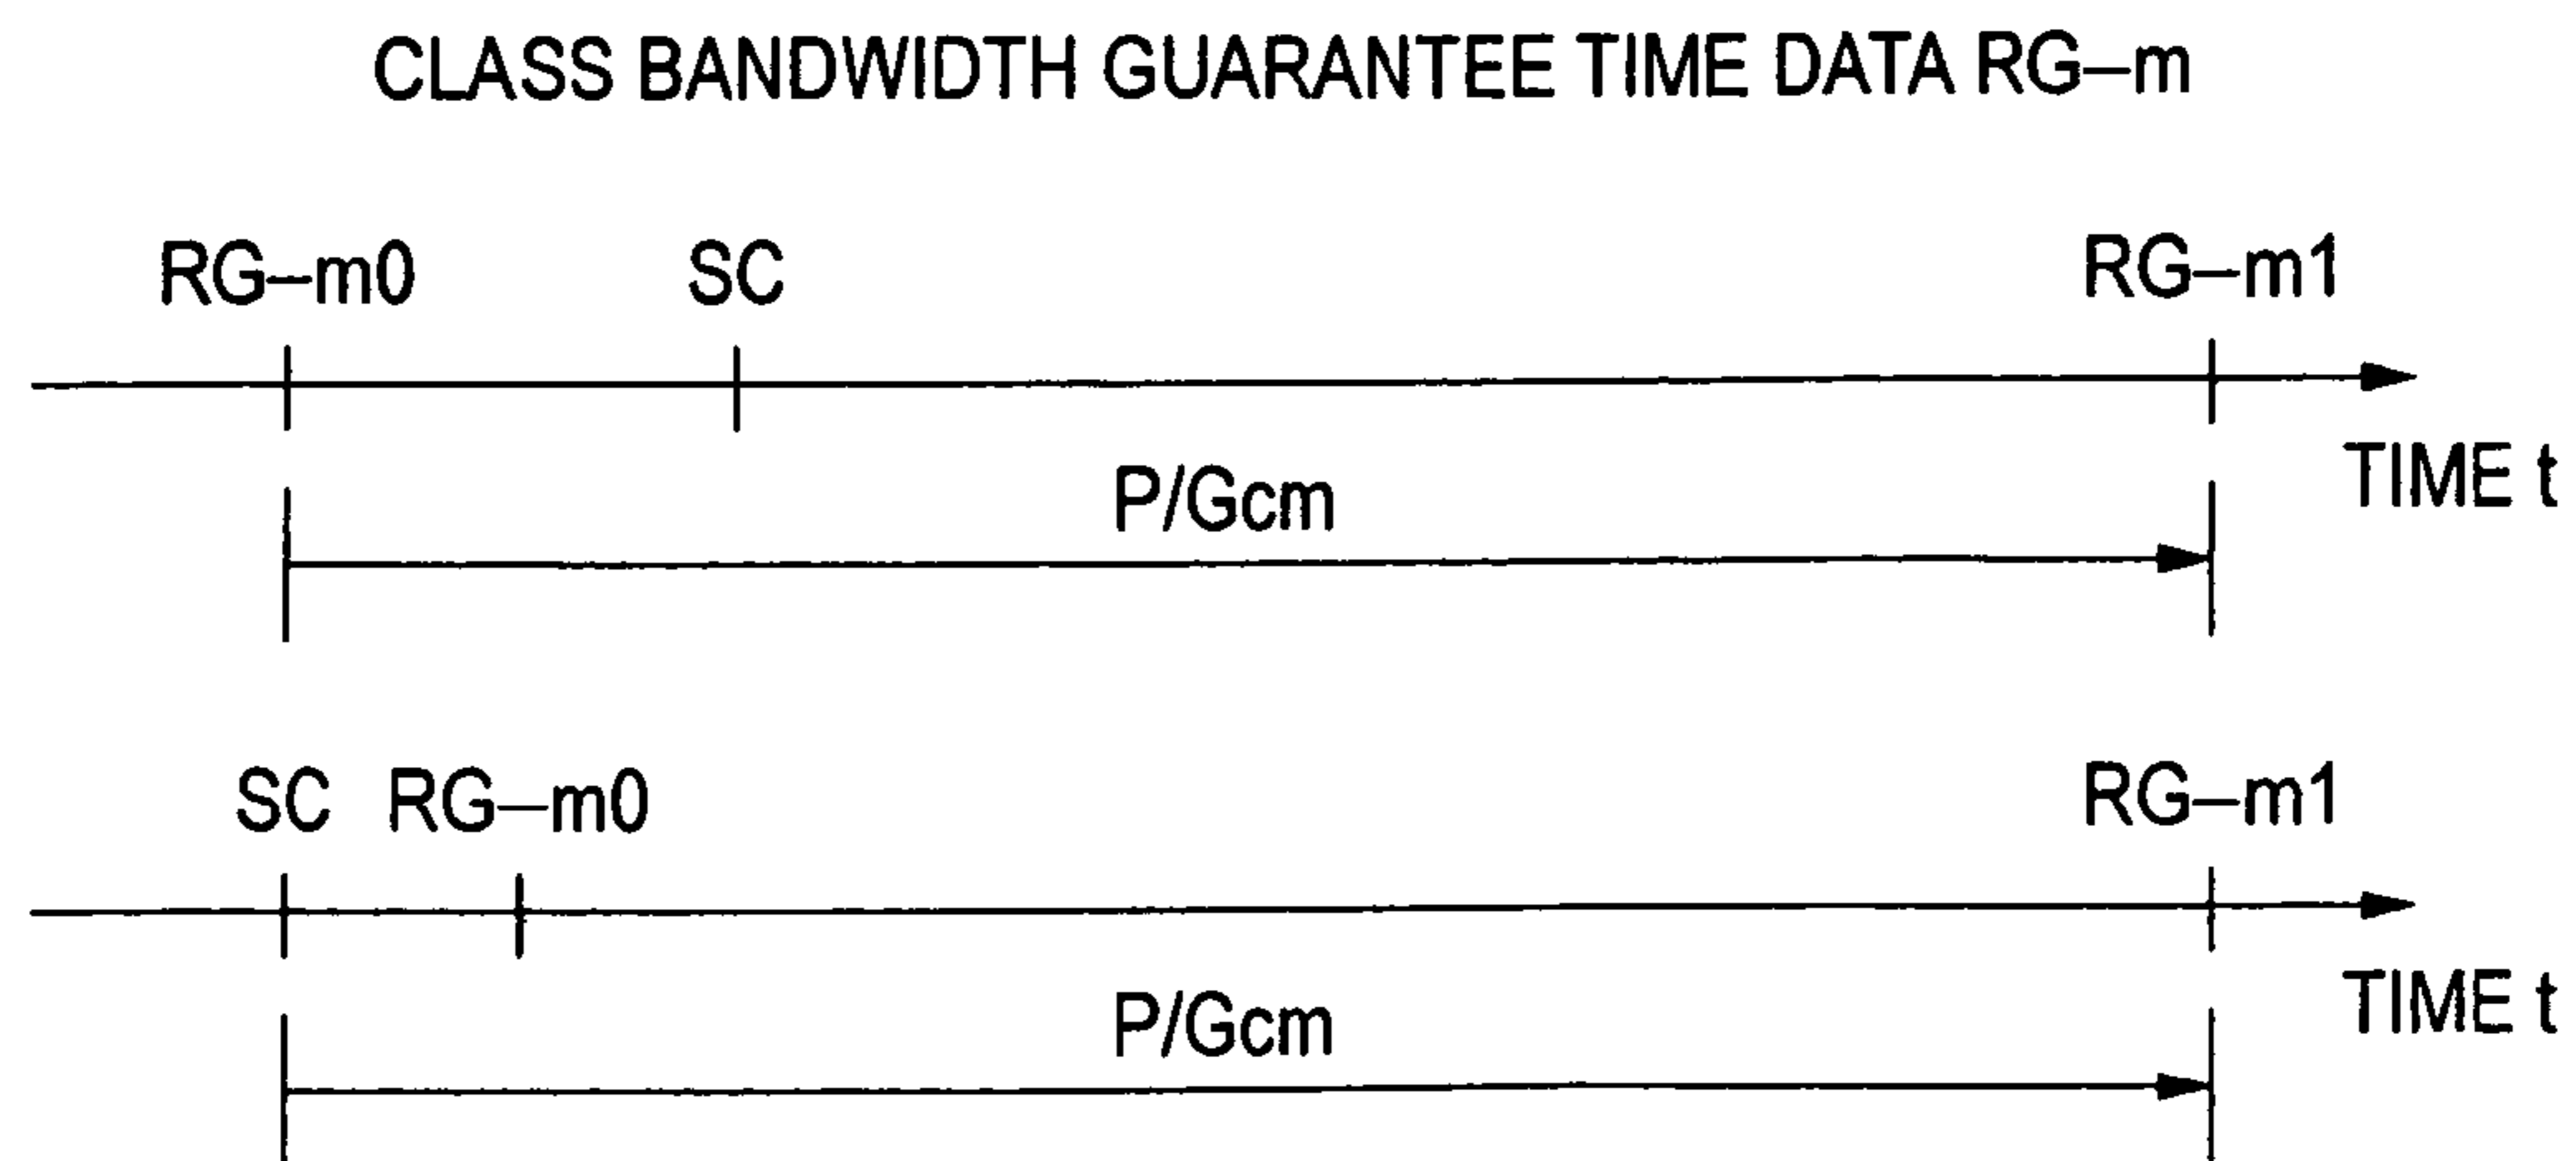 CLASS BANDWIDTH GUARANTEE TIME DATA RG–m
RG–m0 SC RG–m1
TIME t
P/Gcm
SC RG–m0 RG–m1
TIME t
P/Gcm